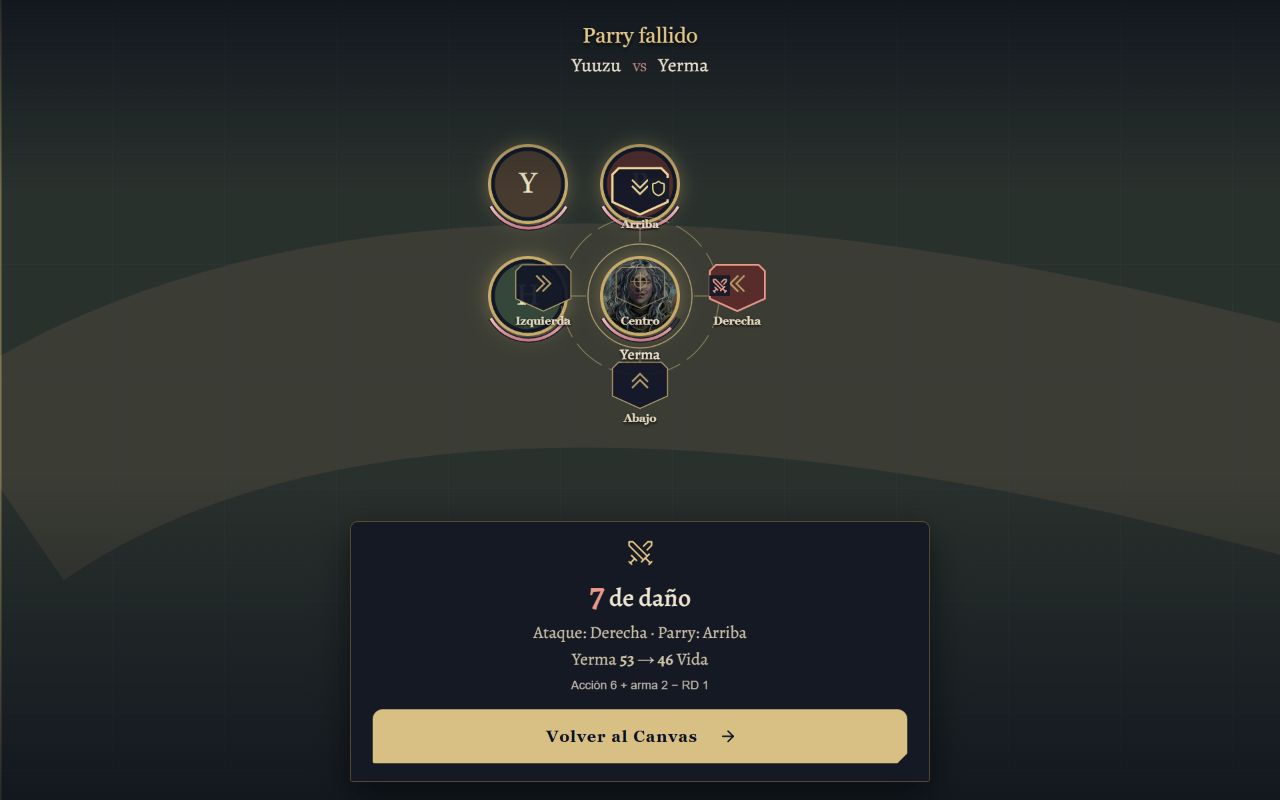 Parry fallido
Yuuzu vs Yerma
Y
Arriba
H
Izquierda
Centro
Derecha
Yerma
Abajo
7 de daño
Ataque: Derecha · Parry: Arriba
Yerma 53 → 46 Vida
Acción 6 + arma 2 − RD 1
Volver al Canvas →